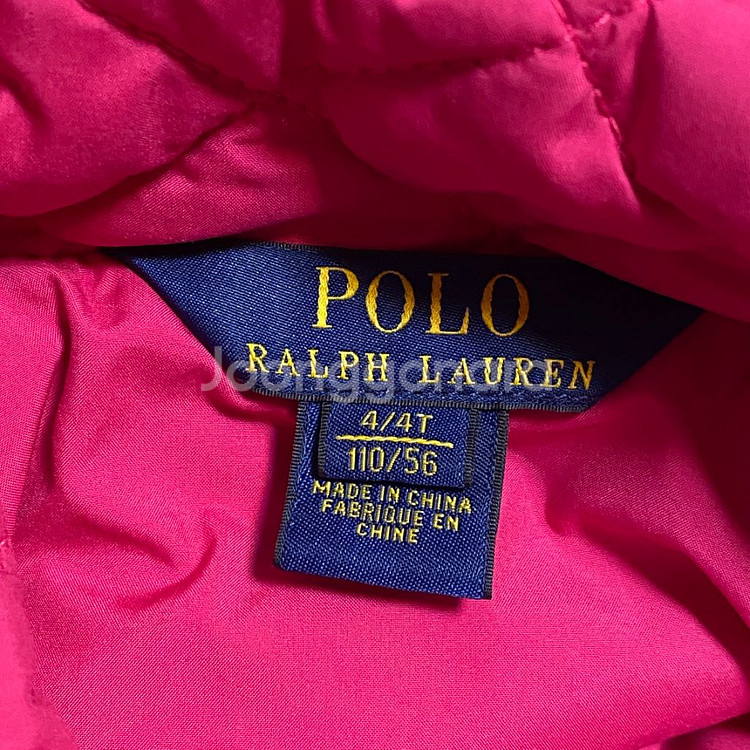 POLO
RALPH LAUREN
4/4T
110/56
MADE IN CHINA
FABRIQUE EN
CHINE